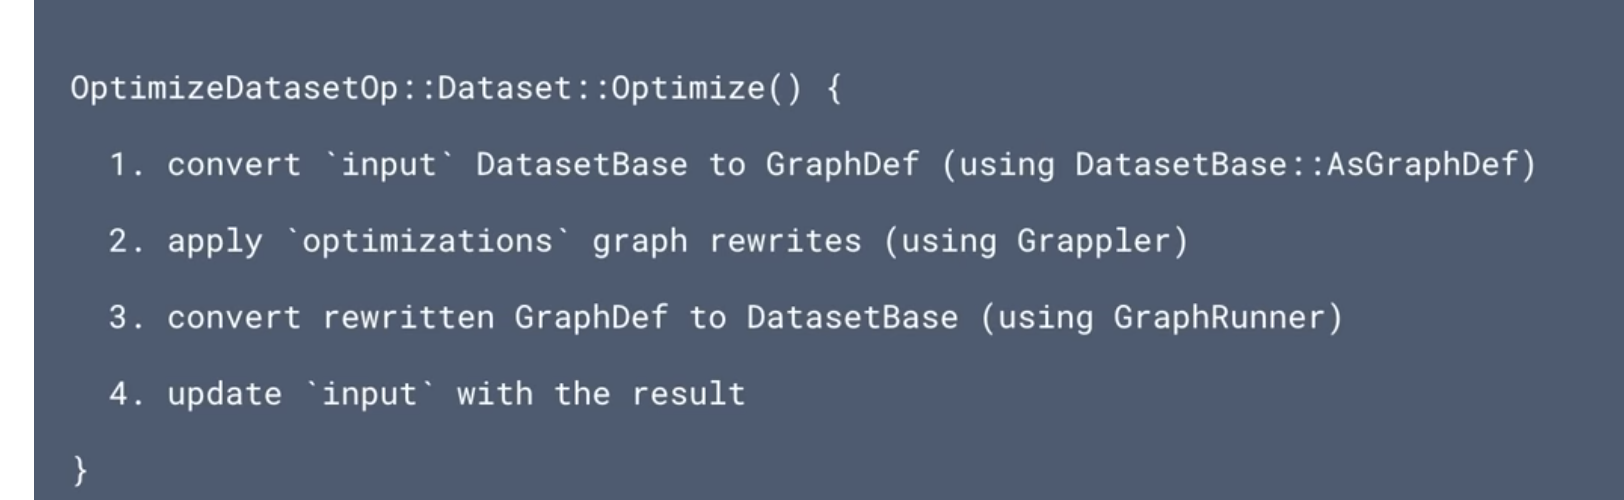 OptimizeDatasetOp::Dataset::Optimize() {
1. convert `input` DatasetBase to GraphDef (using DatasetBase::AsGraphDef)
2. apply `optimizations` graph rewrites (using Grappler)
3. convert rewritten GraphDef to DatasetBase (using GraphRunner)
4. update `input` with the result
}